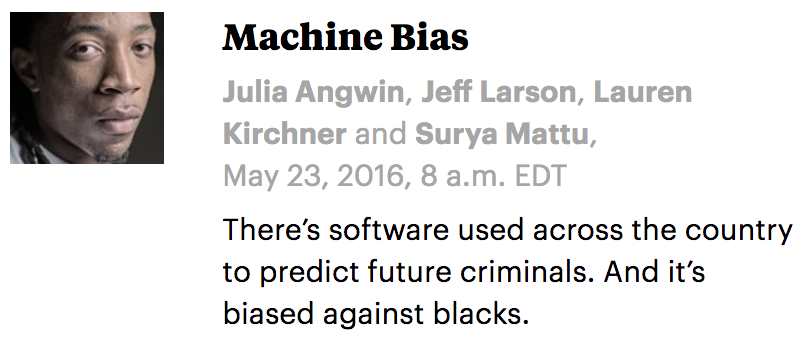 Machine Bias
Julia Angwin, Jeff Larson, Lauren
Kirchner and Surya Mattu,
May 23, 2016, 8 a.m. EDT
There’s software used across the country
to predict future criminals. And it’s
biased against blacks.